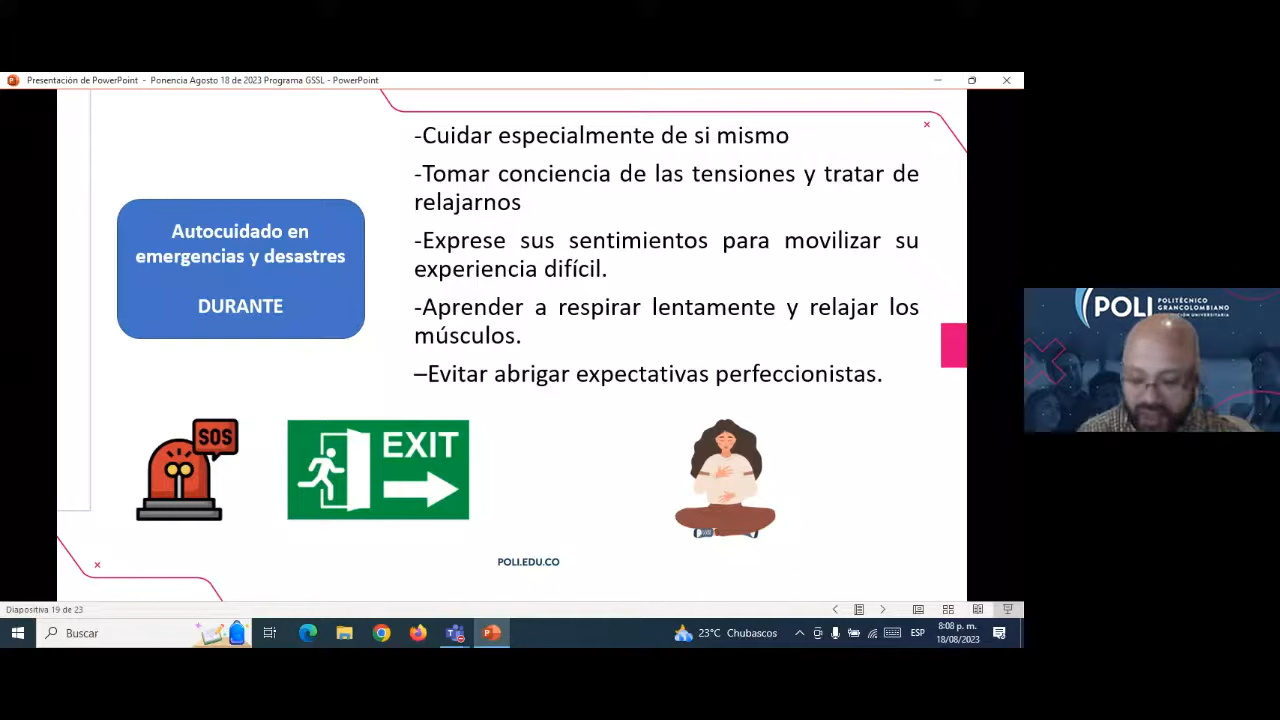 Presentación de PowerPoint - Ponencia Agosto 18 de 2023 Programa GSSL - PowerPoint
-Cuidar especialmente de si mismo
-Tomar conciencia de las tensiones y tratar de
relajarnos
Autocuidado en
emergencias y desastres
DURANTE
-Exprese sus sentimientos para movilizar su
experiencia difícil.
-Aprender a respirar lentamente y relajar los
músculos.
–Evitar abrigar expectativas perfeccionistas.
SOS
EXIT
POLI.EDU.CO
POLI
POLITÉCNICO
GRANCOLOMBIANO
Diapositiva 19 de 23
Buscar
23°C Chubascos
ESP
8:08 p. m.
18/08/2023